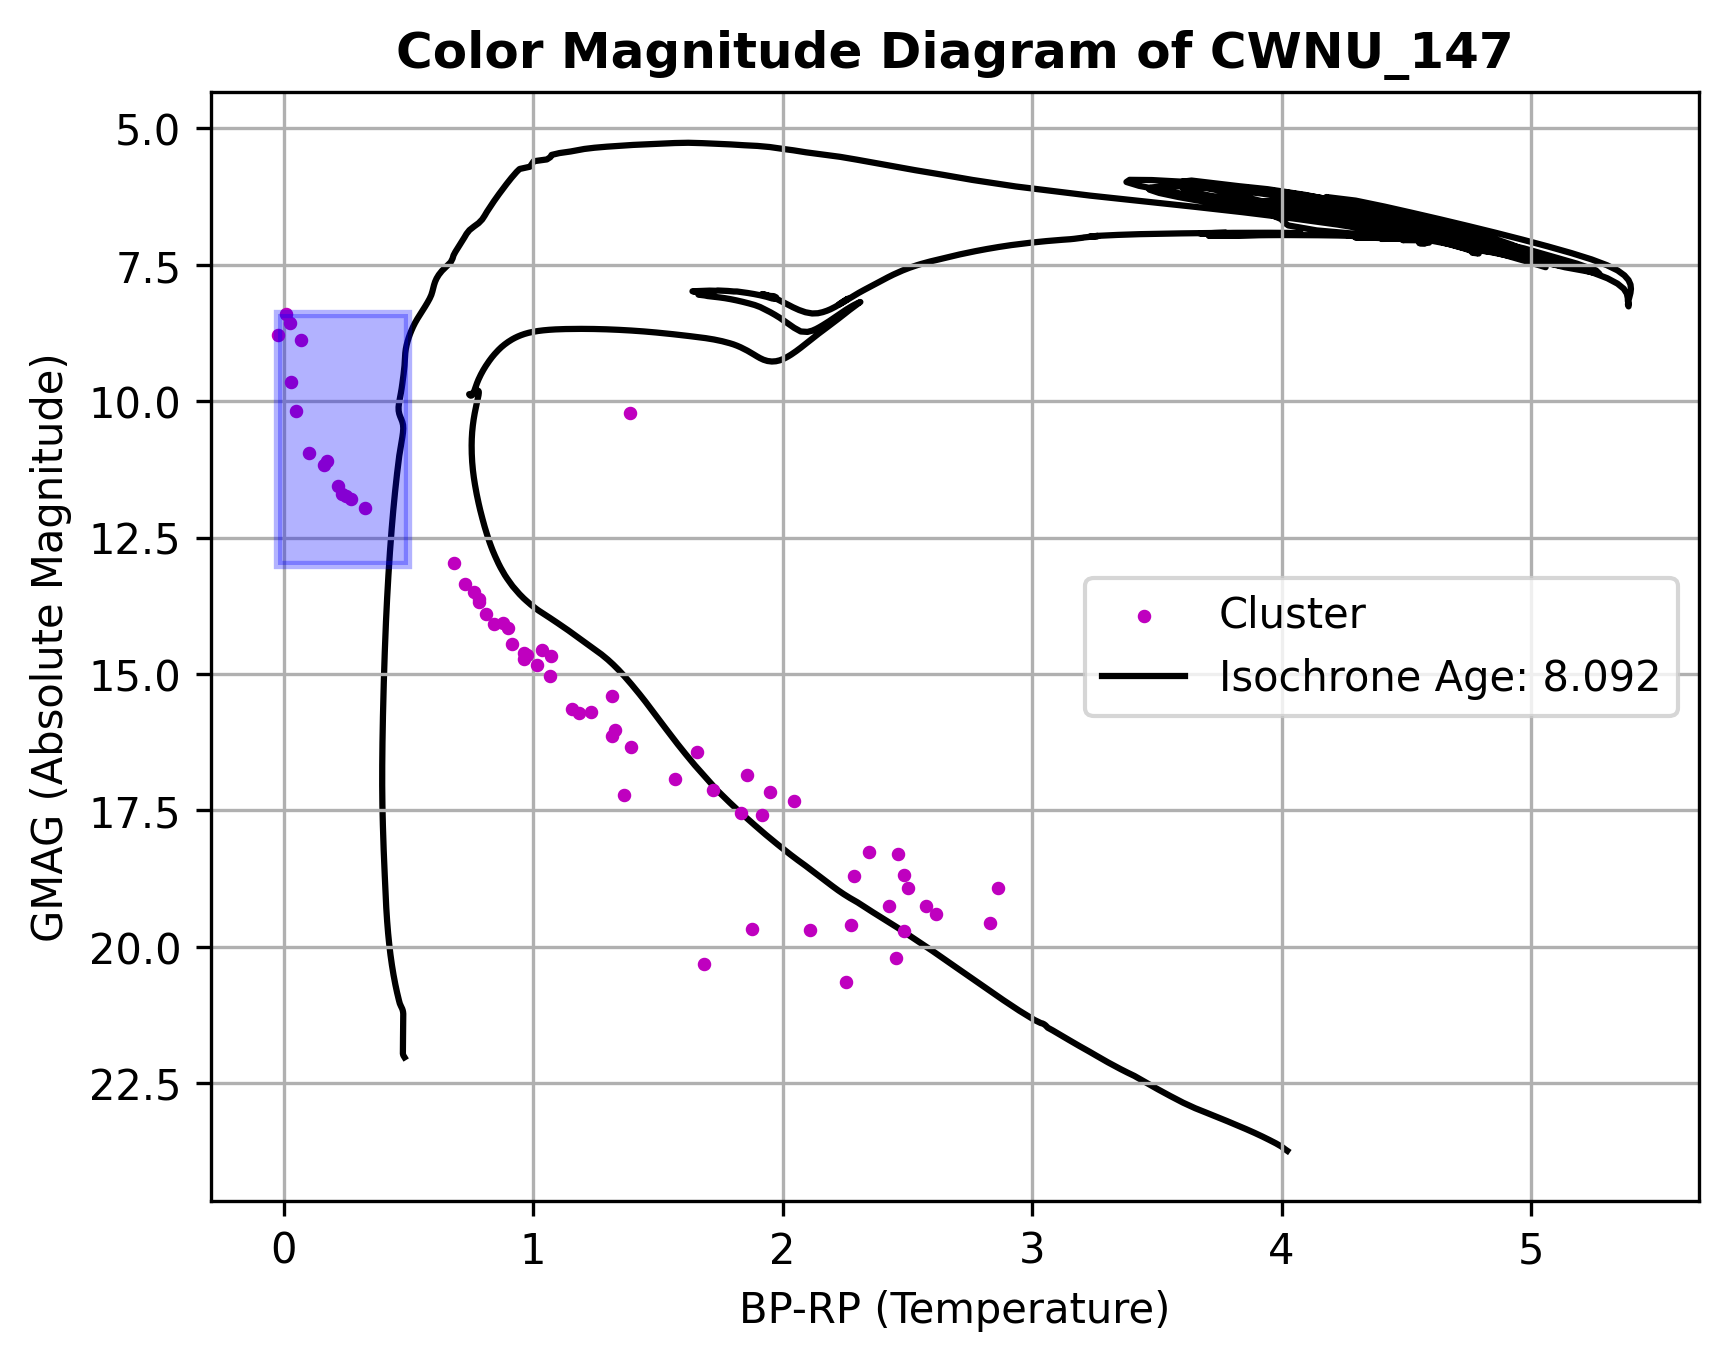 Color Magnitude Diagram of CWNU_147
GMAG (Absolute Magnitude)
5.0
7.5
10.0
12.5
15.0
17.5
20.0
22.5
Cluster
Isochrone Age: 8.092
0 1 2 3 4 5
BP-RP (Temperature)